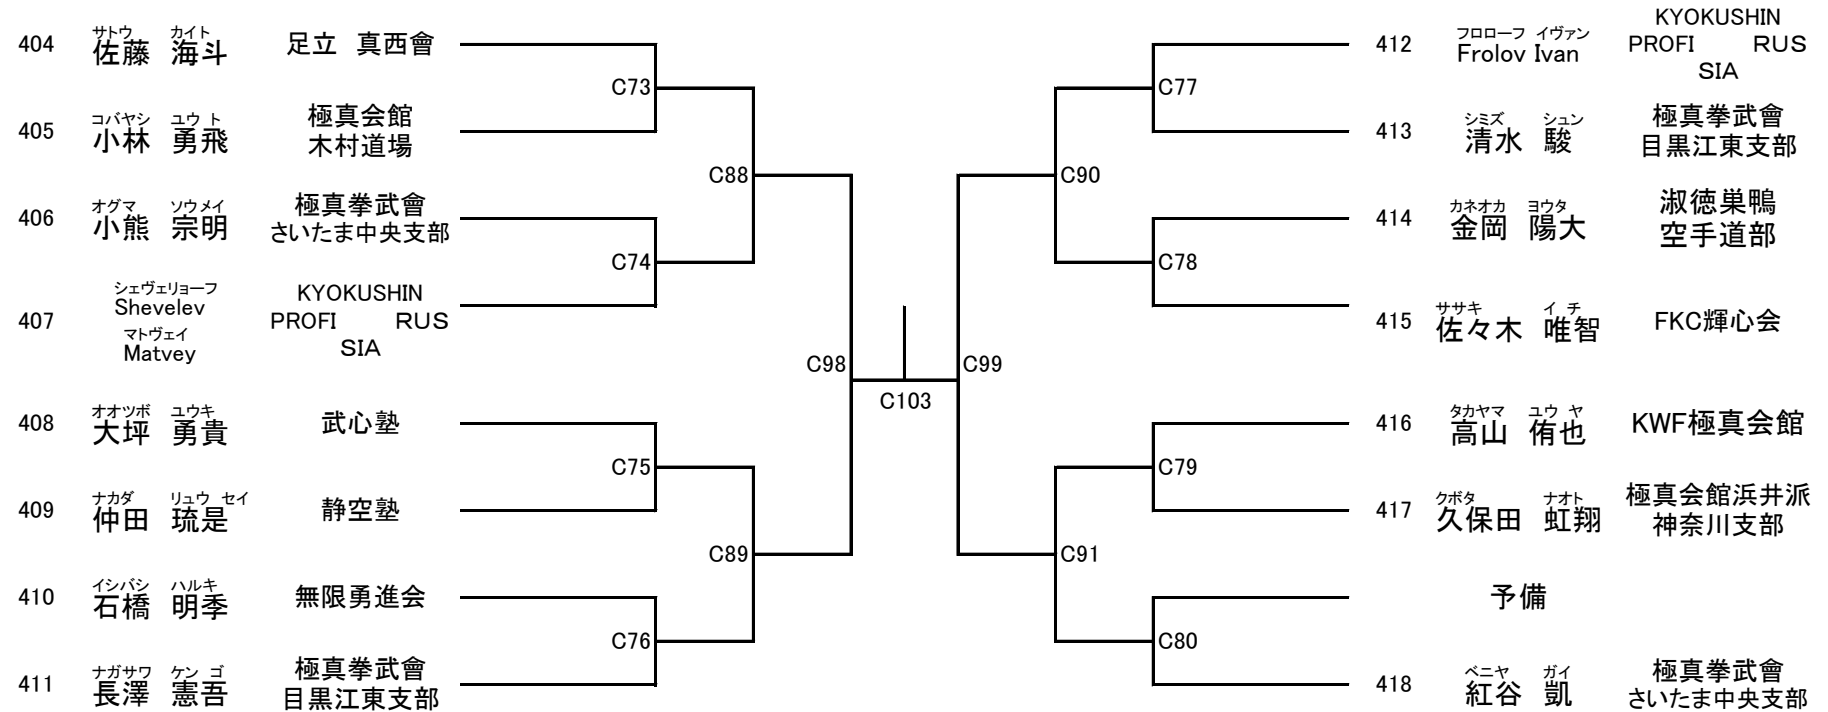 サトウ カイト
404 佐藤 海斗 足立 真西會
C73
コバヤシ ユウ ト
405 小林 勇飛
極真会館
木村道場
C88
オグマ ソウメイ
406 小熊 宗明
極真拳武會
さいたま中央支部
C74
シェヴェリョーフ
Shevelev
407
マトヴェイ
Matvey
KYOKUSHIN
PROFI RUS
SIA
C98
オオツボ ユウキ
408 大坪 勇貴 武心塾
C75
ナカダ リュウ セイ
409 仲田 琉是 静空塾
C89
イシバシ ハルキ
410 石橋 明季 無限勇進会
C76
ナガサワ ケン ゴ
411 長澤 憲吾
極真拳武會
目黒江東支部
C103
フロローフ イヴァン
412 Frolov Ivan
KYOKUSHIN
PROFI RUS
SIA
C77
シミズ シュン
413 清水 駿
極真拳武會
目黒江東支部
C90
カネオカ ヨウタ
414 金岡 陽大
淑徳巣鴨
空手道部
C78
ササキ イ チ
415 佐々木 唯智 FKC輝心会
C99
タカヤマ ユウ ヤ
416 高山 侑也 KWF極真会館
C79
クボタ ナオト
417 久保田 虹翔
極真会館浜井派
神奈川支部
C91
予備
C80
ベニヤ ガイ
418 紅谷 凱
極真拳武會
さいたま中央支部